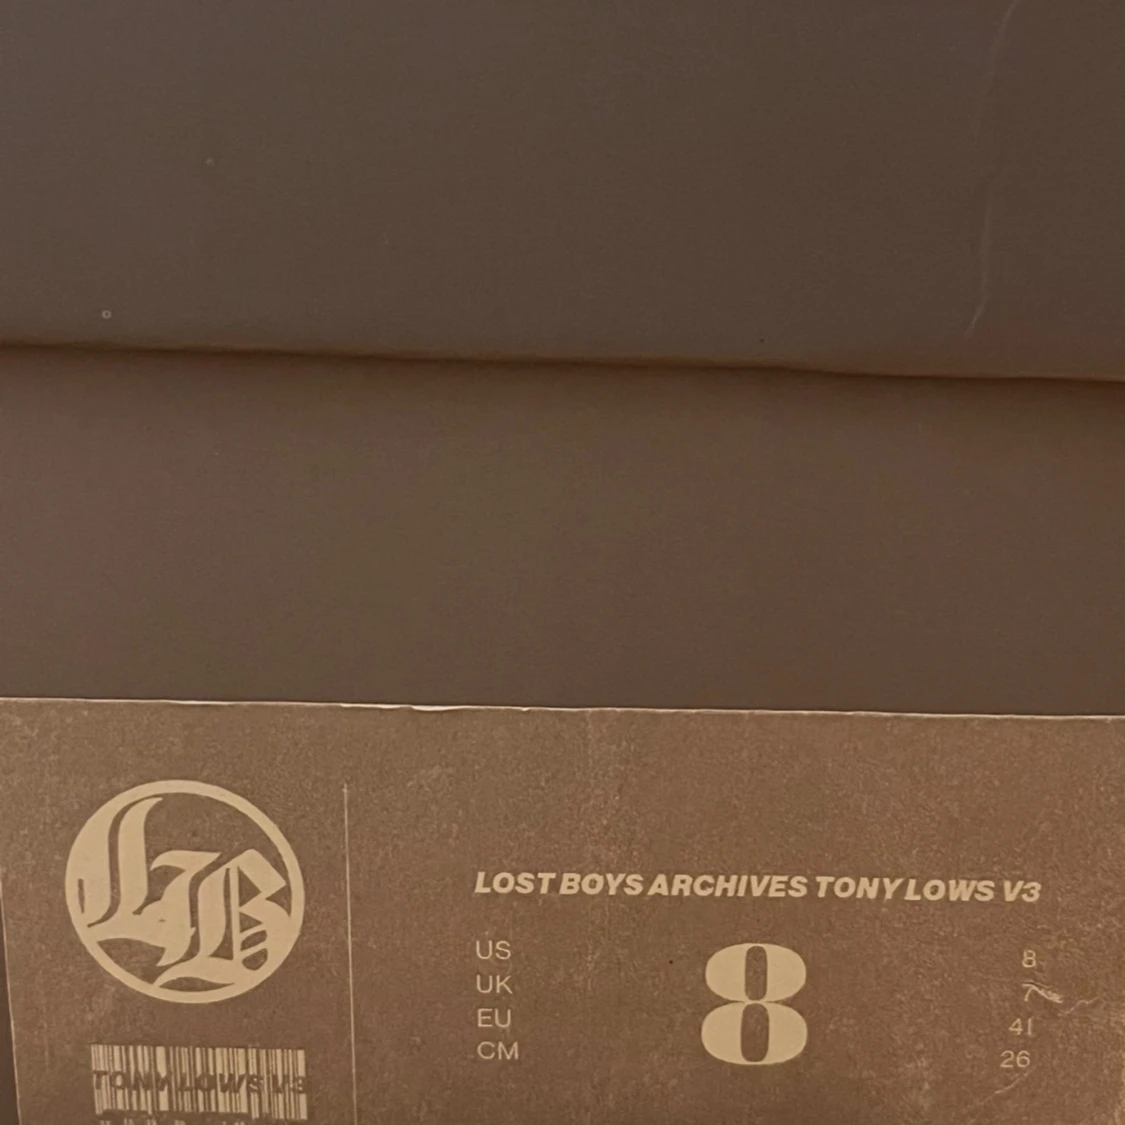 LB
LOST BOYS ARCHIVES TONY LOWS V3
US 8
UK 7
EU 41
CM 26
8
TONY LOWS V3